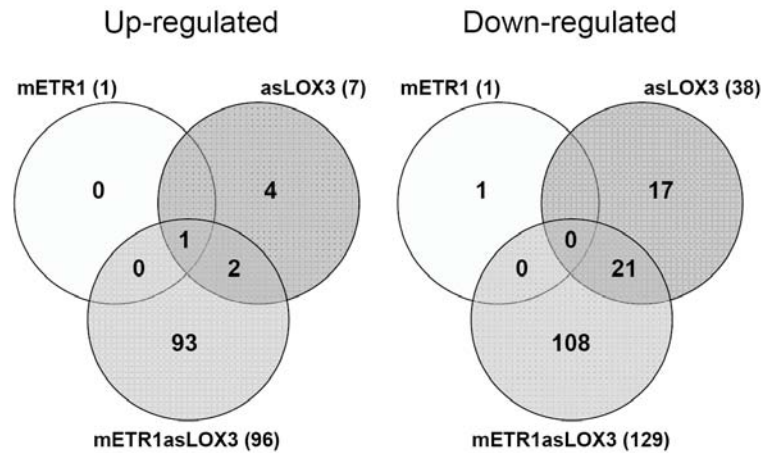 Up-regulated Down-regulated
mETR1 (1) asLOX3 (7) mETR1 (1) asLOX3 (38)
0 4 1 17
1 0
0 2 0 21
93 108
mETR1asLOX3 (96) mETR1asLOX3 (129)